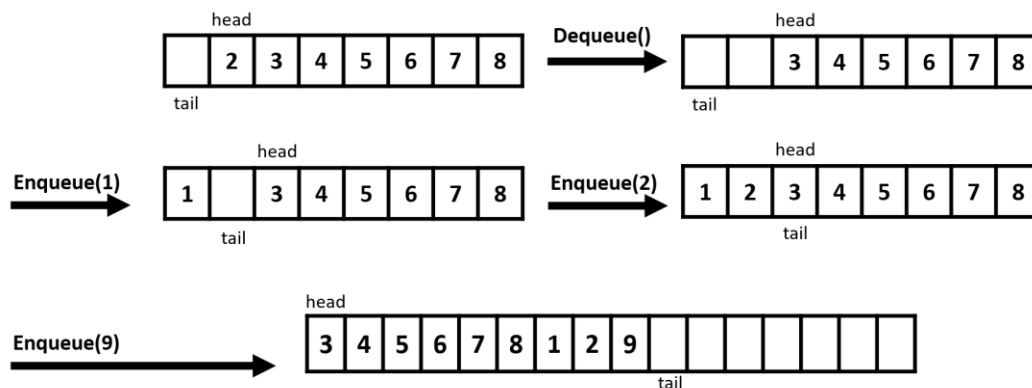 head
2 3 4 5 6 7 8
tail
Dequeue()
head
3 4 5 6 7 8
tail
Enqueue(1)
head
1 3 4 5 6 7 8
tail
Enqueue(2)
head
1 2 3 4 5 6 7 8
tail
Enqueue(9)
head
3 4 5 6 7 8 1 2 9
tail